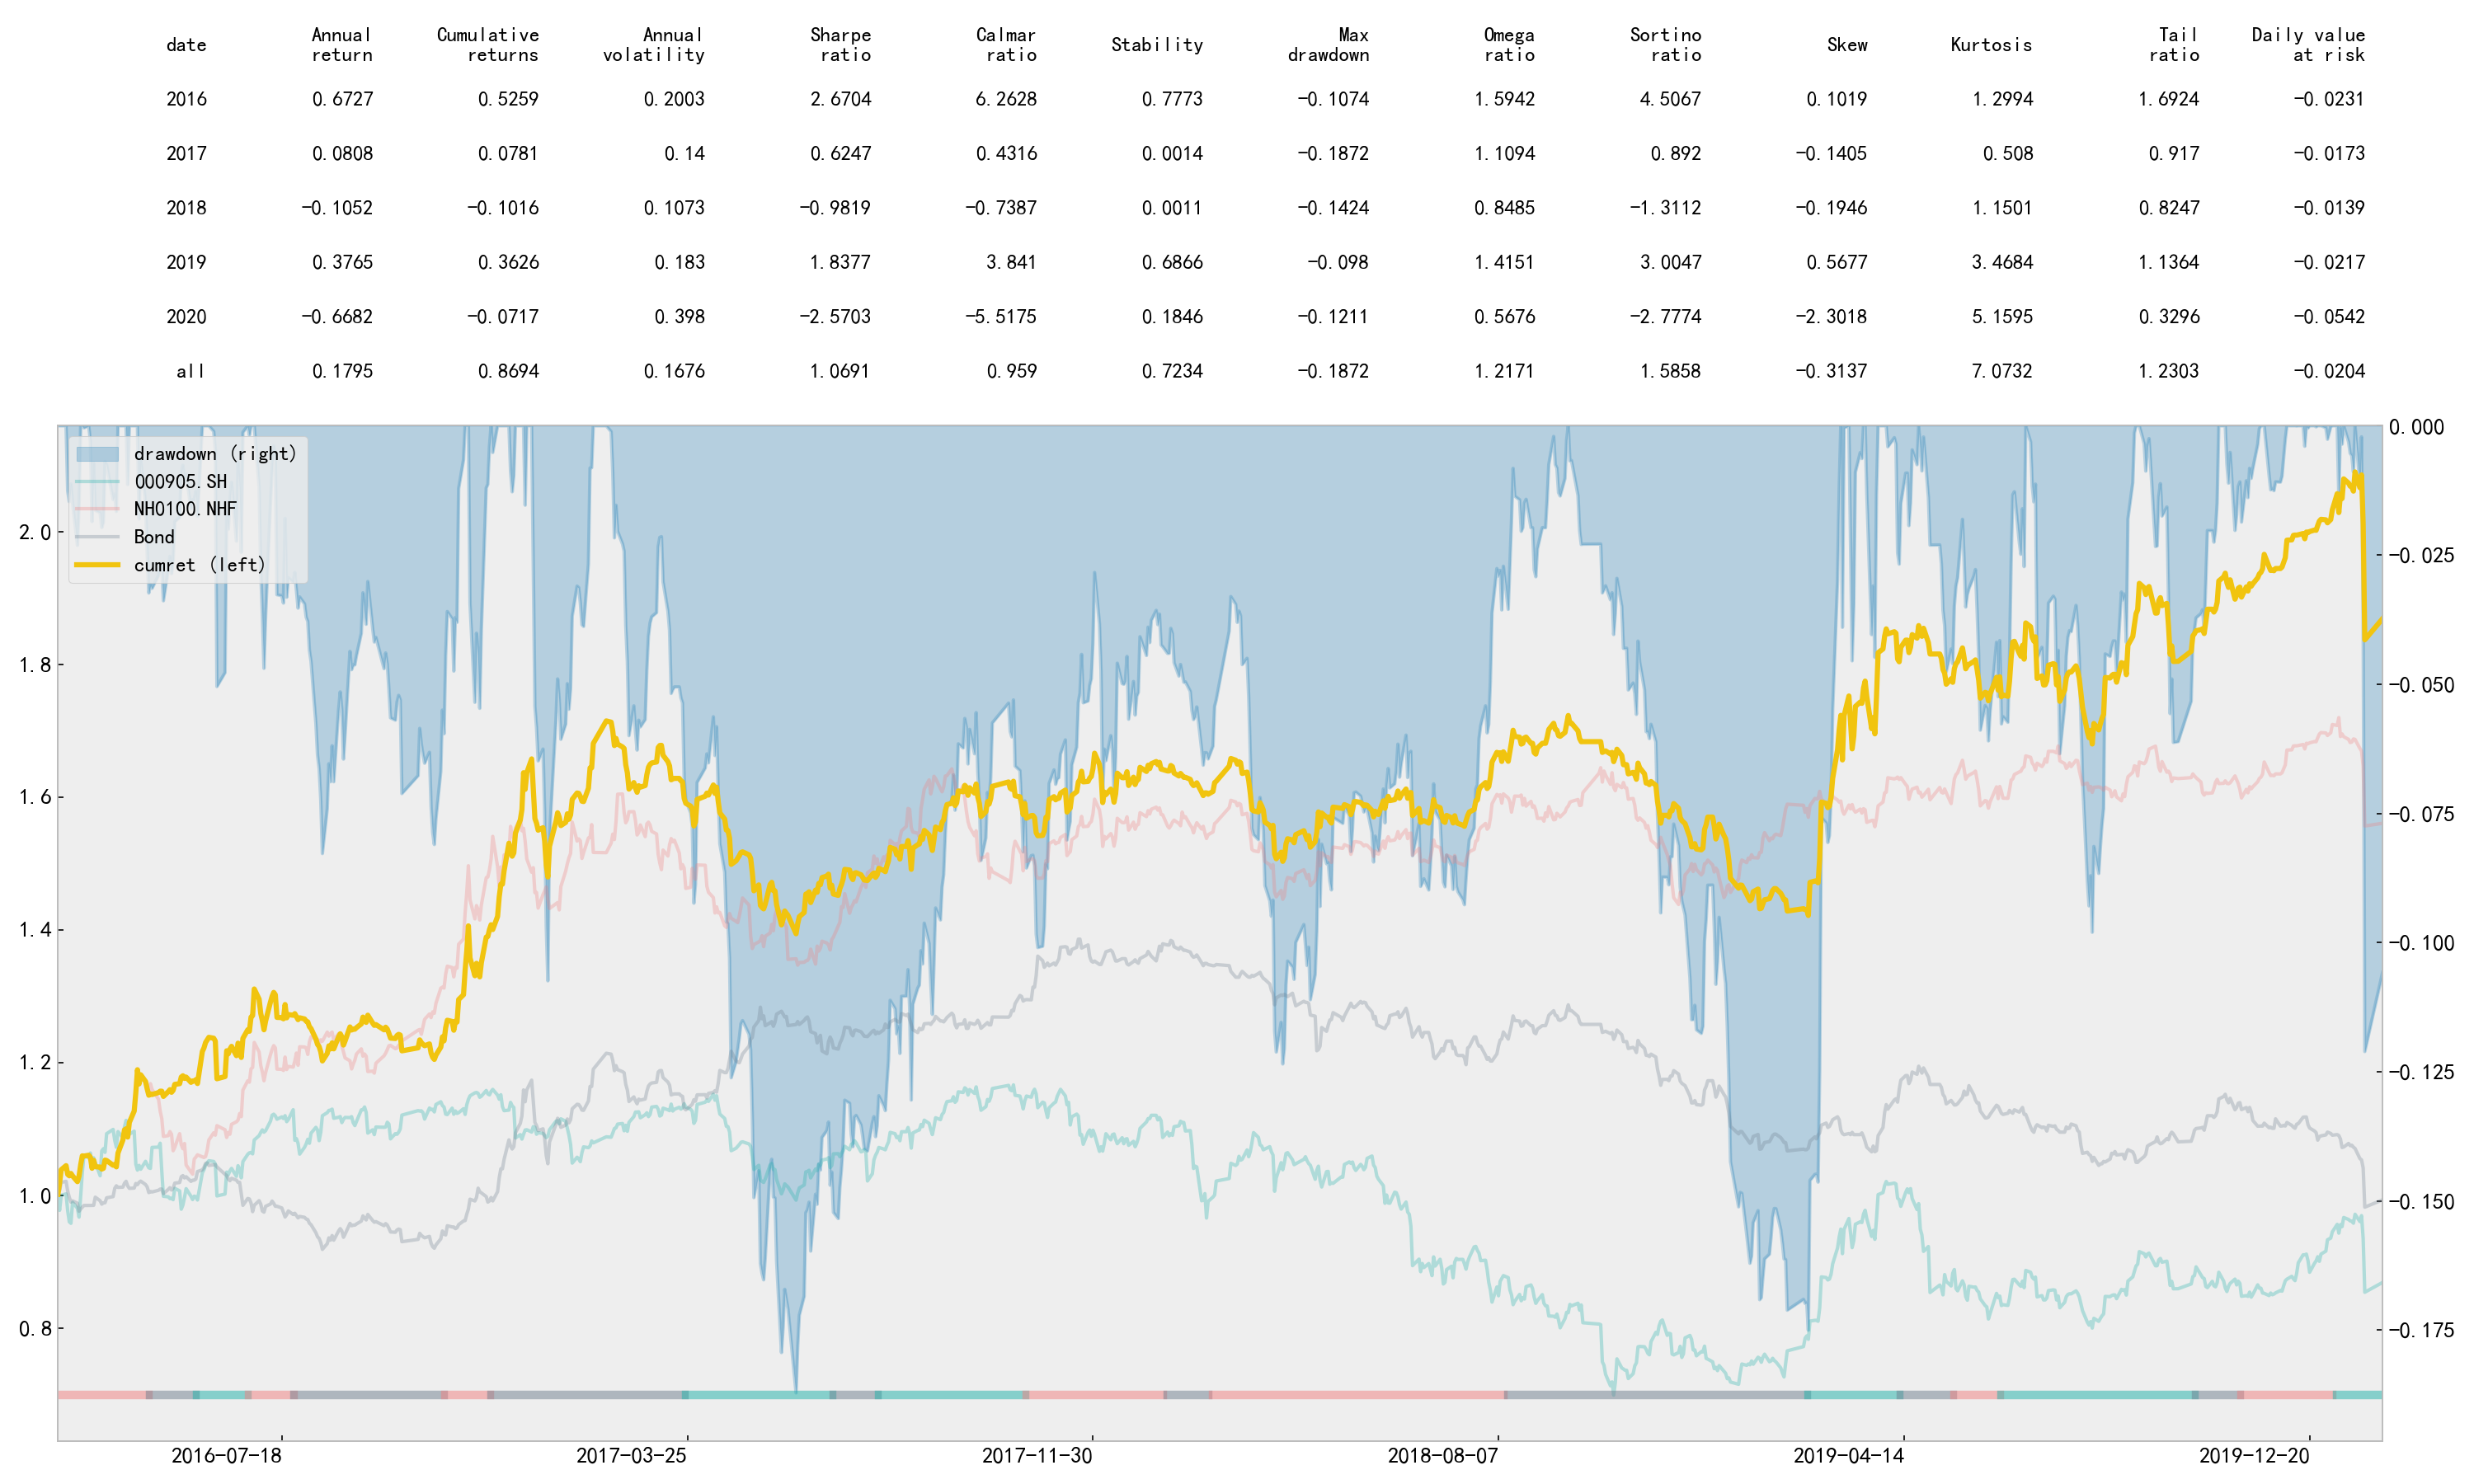 date Annual return Cumulative returns Annual volatility Sharpe ratio Calmar ratio Stability Max drawdown Omega ratio Sortino ratio Skew Kurtosis Tail ratio Daily value at risk
2016 0.6727 0.5259 0.2003 2.6704 6.2628 0.7773 -0.1074 1.5942 4.5067 0.1019 1.2994 1.6924 -0.0231
2017 0.0808 0.0781 0.14 0.6247 0.4316 0.0014 -0.1872 1.1094 0.892 -0.1405 0.508 0.917 -0.0173
2018 -0.1052 -0.1016 0.1073 -0.9819 -0.7387 0.0011 -0.1424 0.8485 -1.3112 -0.1946 1.1501 0.8247 -0.0139
2019 0.3765 0.3626 0.183 1.8377 3.841 0.6866 -0.098 1.4151 3.0047 0.5677 3.4684 1.1364 -0.0217
2020 -0.6682 -0.0717 0.398 -2.5703 -5.5175 0.1846 -0.1211 0.5676 -2.7774 -2.3018 5.1595 0.3296 -0.0542
all 0.1795 0.8694 0.1676 1.0691 0.959 0.7234 -0.1872 1.2171 1.5858 -0.3137 7.0732 1.2303 -0.0204
drawdown (right)
000905.SH
NH0100.NHF
Bond
cumret (left)
2.0
1.8
1.6
1.4
1.2
1.0
0.8
0.000
-0.025
-0.050
-0.075
-0.100
-0.125
-0.150
-0.175
2016-07-18 2017-03-25 2017-11-30 2018-08-07 2019-04-14 2019-12-20